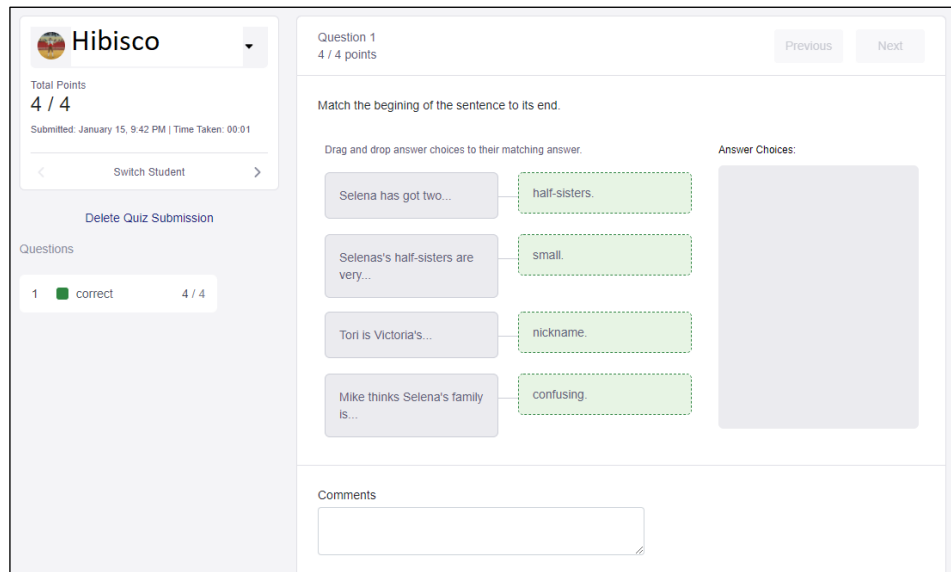 Hibisco
Total Points
4 / 4
Submitted: January 15, 9:42 PM | Time Taken: 00:01
Switch Student
Delete Quiz Submission
Questions
1 correct 4 / 4
Question 1
4 / 4 points
Previous Next
Match the begining of the sentence to its end.
Drag and drop answer choices to their matching answer.
Answer Choices:
Selena has got two...
half-sisters.
Selenas's half-sisters are
very...
small.
Tori is Victoria's...
nickname.
Mike thinks Selena's family
is...
confusing.
Comments